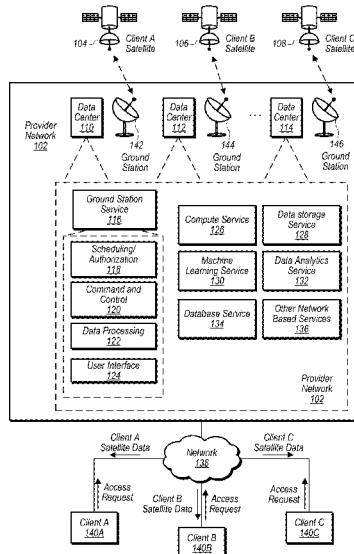 104
Client A
Satellite
106
Client B
Satellite
108
Client C
Satellite
Provider
Network
102
Data
Center
110
142
Ground
Station
Data
Center
112
144
Ground
Station
...
Data
Center
114
146
Ground
Station
Ground Station
Service
116
Scheduling/
Authorization
118
Command and
Control
120
Data Processing
122
User Interface
124
Compute Service
126
Data storage
Service
128
Machine
Learning Service
130
Data Analytics
Service
132
Database Service
134
Other Network
Based Services
136
Provider
Network
102
Client A
Satellite Data
Network
138
Client C
Satellite Data
Access
Request
Client B
Satellite Data
Access
Request
Access
Request
Client A
140A
Client B
140B
Client C
140C